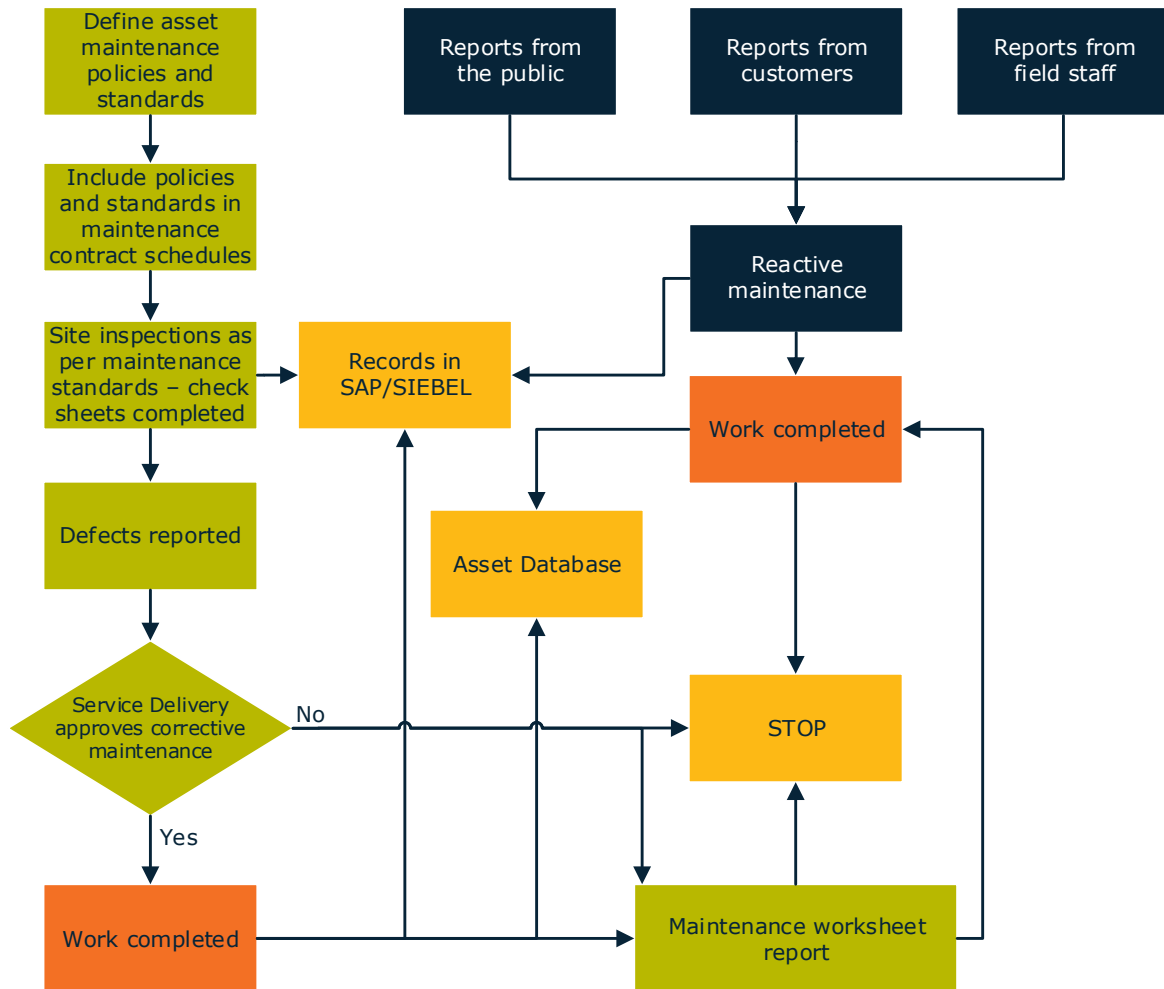 Define asset
maintenance
policies and
standards
Reports from
the public
Reports from
customers
Reports from
field staff
Include policies
and standards in
maintenance
contract schedules
Reactive
maintenance
Site inspections as
per maintenance
standards – check
sheets completed
Records in
SAP/SIEBEL
Work completed
Defects reported
Asset Database
Service Delivery
approves corrective
maintenance
No
STOP
Yes
Work completed
Maintenance worksheet
report